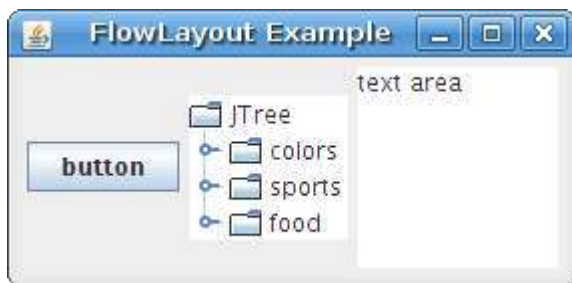 FlowLayout Example
button
JTree
colors
sports
food
text area